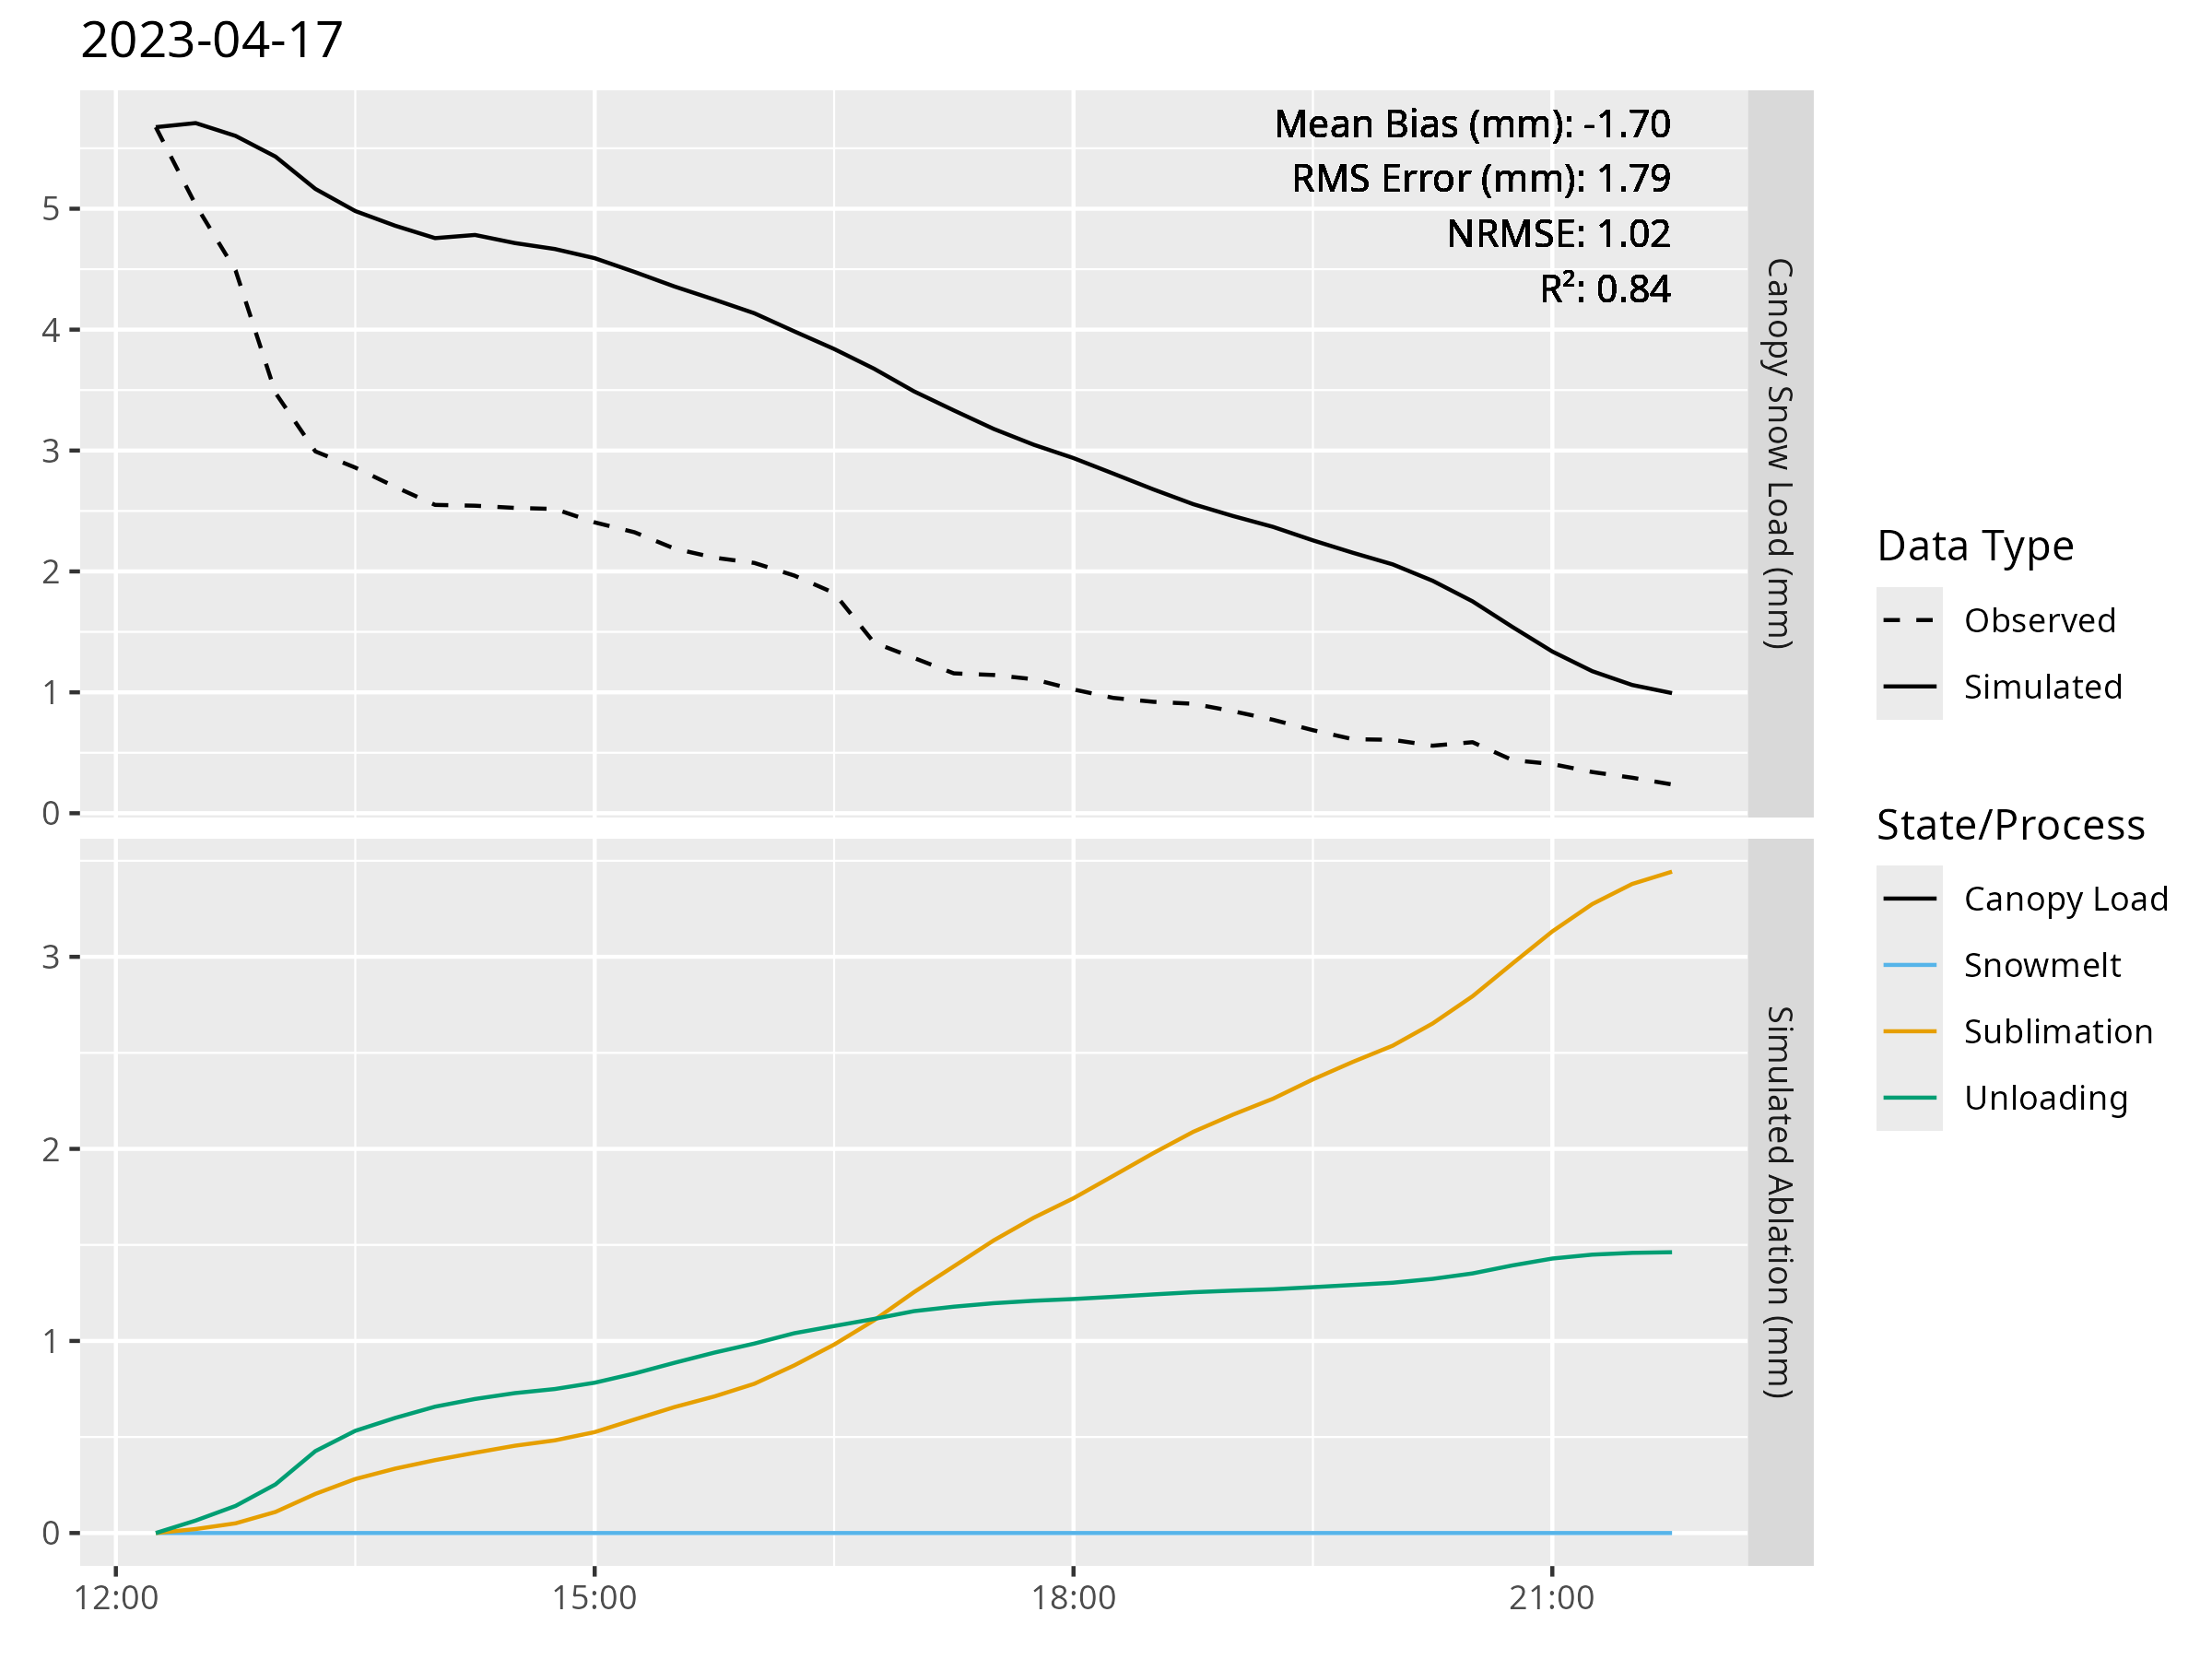 2023-04-17
Mean Bias (mm): -1.70
RMS Error (mm): 1.79
NRMSE: 1.02
R²: 0.84
5
4
3
2
1
0
Canopy Snow Load (mm)
3
2
1
0
Simulated Ablation (mm)
12:00
15:00
18:00
21:00
Data Type
Observed
Simulated
State/Process
Canopy Load
Snowmelt
Sublimation
Unloading